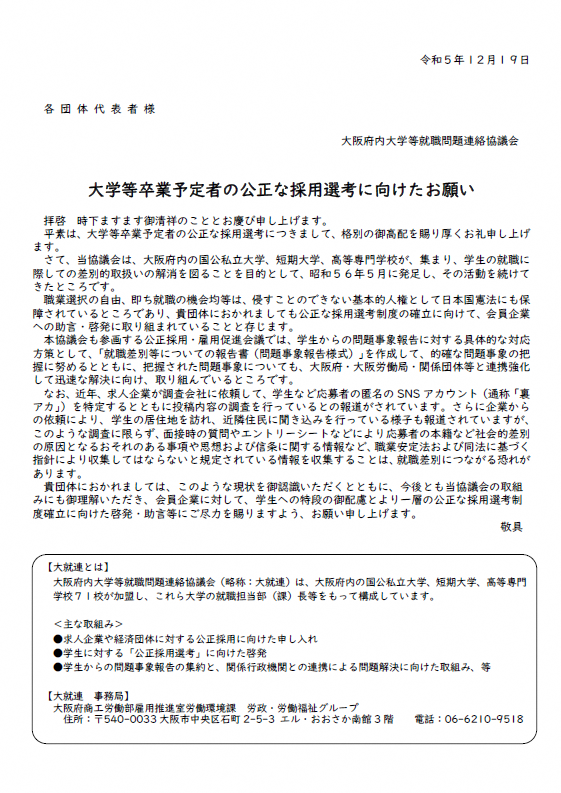 令和５年１２月１９日
各 団 体 代 表 者 様
大阪府内大学等就職問題連絡協議会
大学等卒業予定者の公正な採用選考に向けたお願い
拝啓　時下ますます御清祥のこととお慶び申し上げます。
平素は、大学等卒業予定者の公正な採用選考につきまして、格別の御高配を賜り厚くお礼申し上げ
ます。
さて、当協議会は、大阪府内の国公私立大学、短期大学、高等専門学校が、集まり、学生の就職に
際しての差別的取扱いの解消を図ることを目的として、昭和５６年５月に発足し、その活動を続けて
きたところです。
職業選択の自由、即ち就職の機会均等は、侵すことのできない基本的人権として日本国憲法にも保
障されているところであり、貴団体におかれましても公正な採用選考制度の確立に向けて、会員企業
への助言・啓発に取り組まれていることと存じます。
本協議会も参画する公正採用・雇用促進会議では、学生からの問題事象報告に対する具体的な対応
方策として、「就職差別等についての報告書（問題事象報告様式）」を作成して、的確な問題事象の把
握に努めるとともに、把握された問題事象についても、大阪府・大阪労働局・関係団体等と連携強化
して迅速な解決に向け、取り組んでいるところです。
なお、近年、求人企業が調査会社に依頼して、学生など応募者の匿名の SNS アカウント（通称「裏
アカ」）を特定するとともに投稿内容の調査を行っているとの報道がされています。さらに企業から
の依頼により、学生の居住地を訪れ、近隣住民に聞き込みを行っている様子も報道されていますが、
このような調査に限らず、面接時の質問やエントリーシートなどにより応募者の本籍など社会的差別
の原因となるおそれのある事項や思想および信条に関する情報など、職業安定法および同法に基づく
指針により収集してはならないと規定されている情報を収集することは、就職差別につながる恐れが
あります。
貴団体におかれましては、このような現状を御認識いただくとともに、今後とも当協議会の取組
みにも御理解いただき、会員企業に対して、学生への特段の御配慮とより一層の公正な採用選考制
度確立に向けた啓発・助言等にご尽力を賜りますよう、お願い申し上げます。
敬具
【大就連とは】
大阪府内大学等就職問題連絡協議会（略称：大就連）は、大阪府内の国公私立大学、短期大学、高等専門
学校７１校が加盟し、これら大学の就職担当部（課）長等をもって構成しています。
＜主な取組み＞
●求人企業や経済団体に対する公正採用に向けた申し入れ
●学生に対する「公正採用選考」に向けた啓発
●学生からの問題事象報告の集約と、関係行政機関との連携による問題解決に向けた取組み、等
【大就連　事務局】
大阪府商工労働部雇用推進室労働環境課　労政・労働福祉グループ
住所：〒540-0033 大阪市中央区石町 2-5-3 エル・おおさか南館 3 階　　電話：06-6210-9518